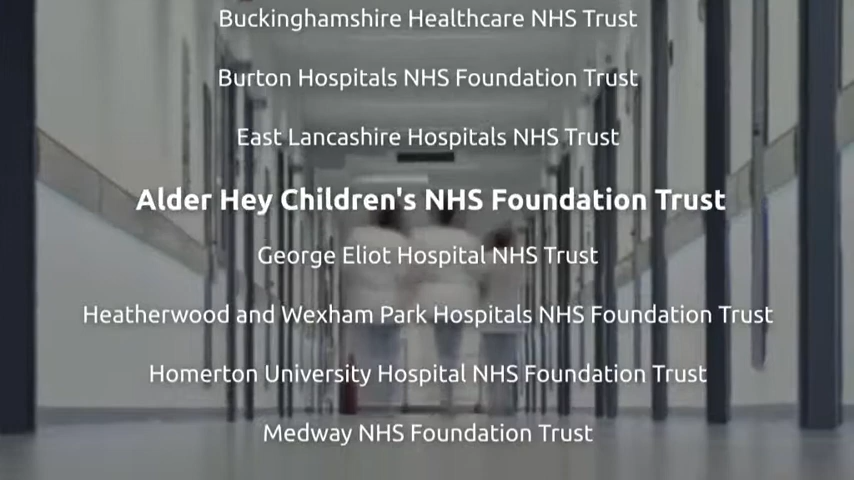 Buckinghamshire Healthcare NHS Trust
Burton Hospitals NHS Foundation Trust
East Lancashire Hospitals NHS Trust
Alder Hey Children's NHS Foundation Trust
George Eliot Hospital NHS Trust
Heatherwood and Wexham Park Hospitals NHS Foundation Trust
Homerton University Hospital NHS Foundation Trust
Medway NHS Foundation Trust